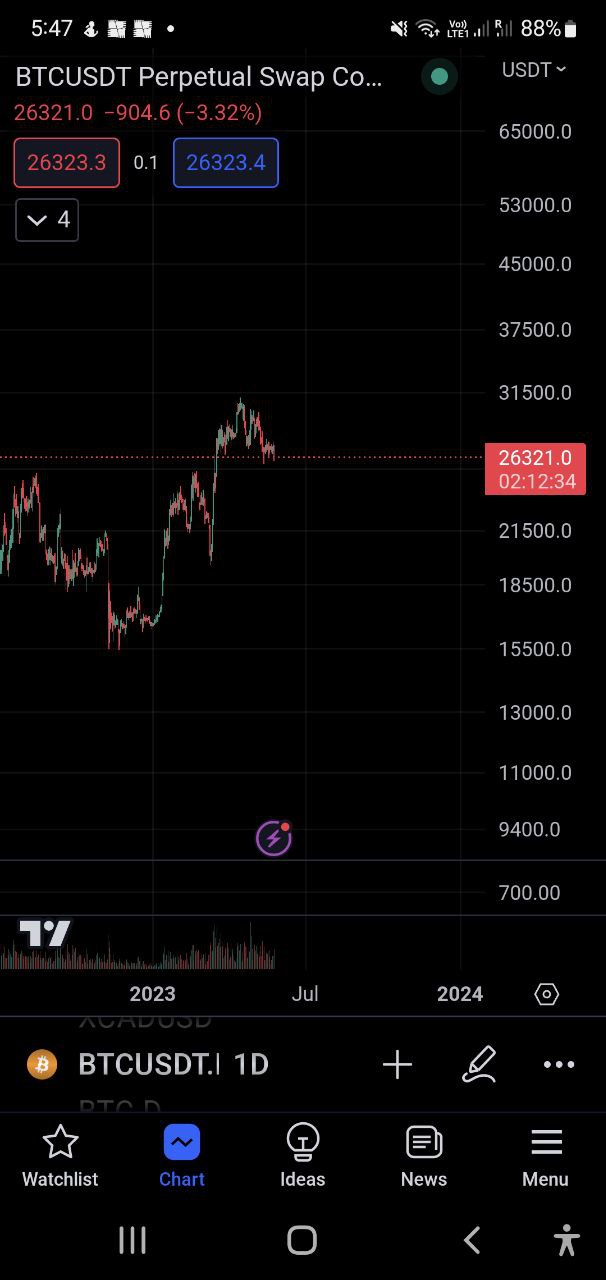 5:47
Vo)) LTE1 R 88%
BTCUSDT Perpetual Swap Co...
USDT
26321.0 −904.6 (−3.32%)
26323.3 0.1 26323.4
4
65000.0
53000.0
45000.0
37500.0
31500.0
26321.0
02:12:34
21500.0
18500.0
15500.0
13000.0
11000.0
9400.0
700.00
2023 Jul 2024
XCADUSD
BTCUSDT.I 1D
BTC.D
Watchlist Chart Ideas News Menu